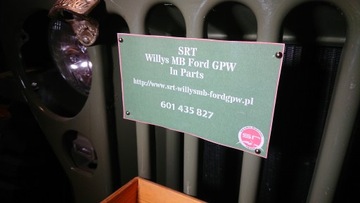 SRT
Willys MB Ford GPW
In Parts
http://www.srt-willysmb-fordgpw.pl
601 435 827